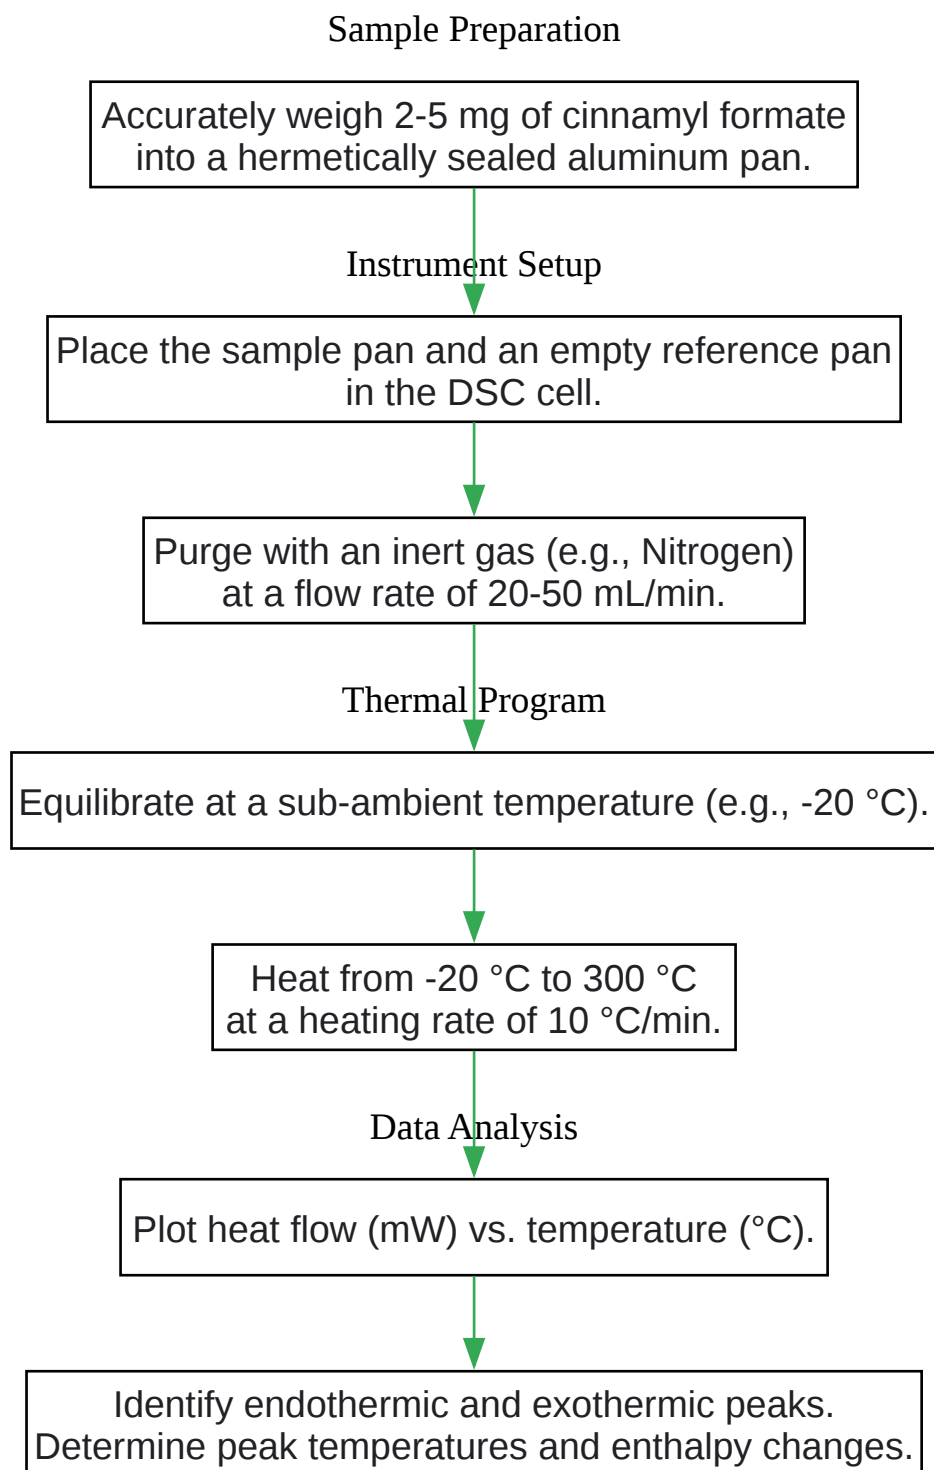 Sample Preparation
Accurately weigh 2-5 mg of cinnamyl formate
into a hermetically sealed aluminum pan.
Instrument Setup
Place the sample pan and an empty reference pan
in the DSC cell.
Purge with an inert gas (e.g., Nitrogen)
at a flow rate of 20-50 mL/min.
Thermal Program
Equilibrate at a sub-ambient temperature (e.g., -20 °C).
Heat from -20 °C to 300 °C
at a heating rate of 10 °C/min.
Data Analysis
Plot heat flow (mW) vs. temperature (°C).
Identify endothermic and exothermic peaks.
Determine peak temperatures and enthalpy changes.